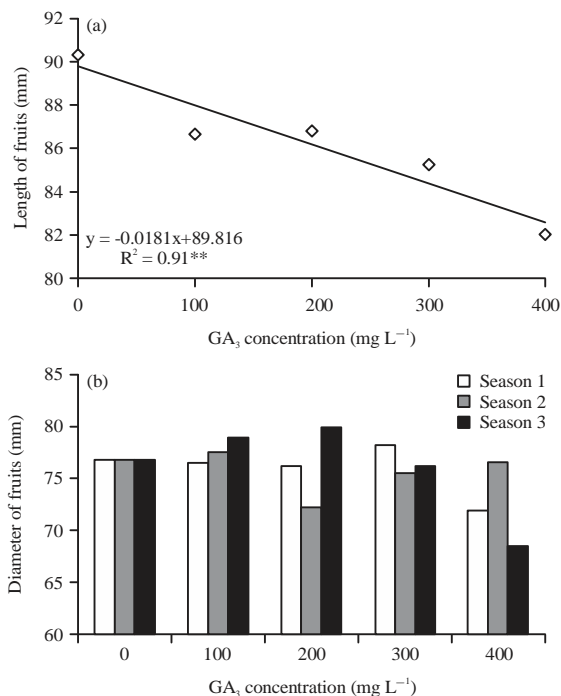 (a)
92
90
88
86
84
82
80
Length of fruits (mm)
y = -0.0181x+89.816
R² = 0.91**
0 100 200 300 400
GA₃ concentration (mg L⁻¹)
(b)
Season 1
Season 2
Season 3
85
80
75
70
65
60
Diameter of fruits (mm)
0 100 200 300 400
GA₃ concentration (mg L⁻¹)